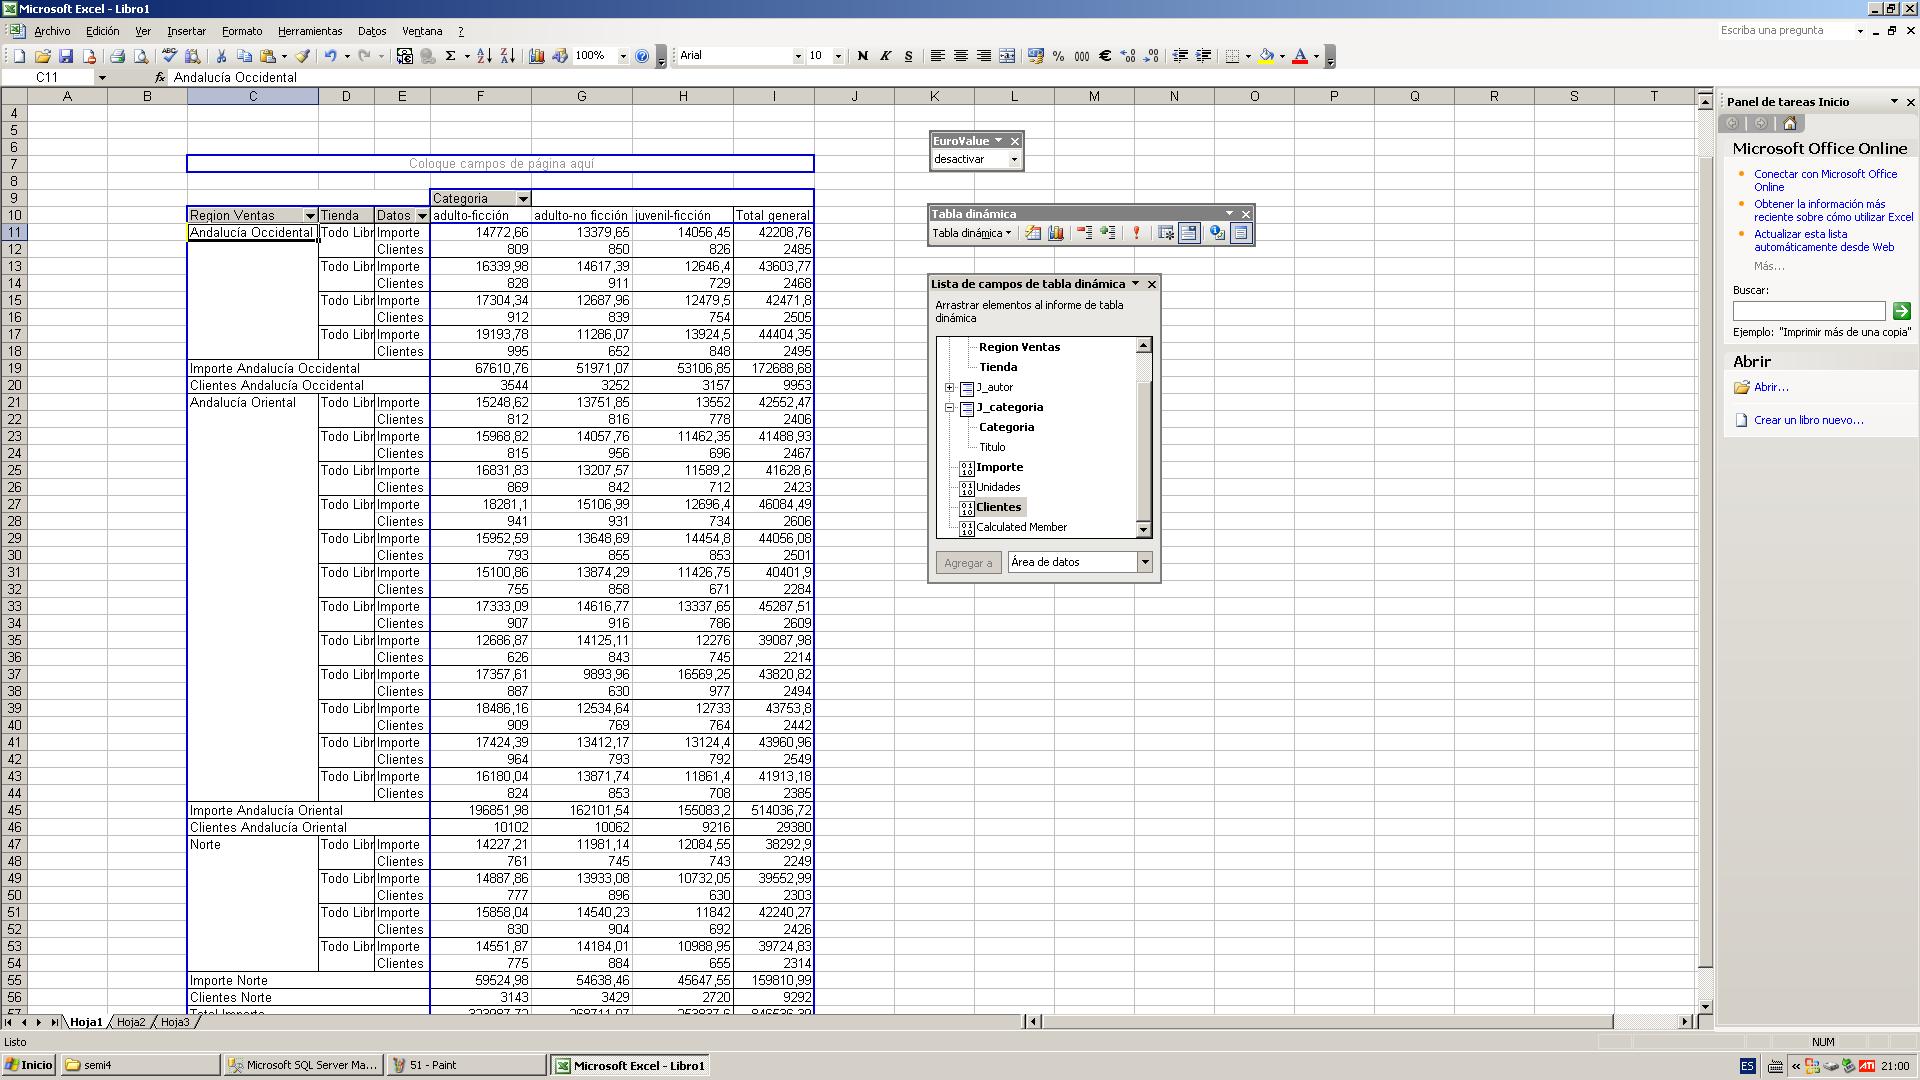 Microsoft Excel - Libro1
Archivo Edición Ver Insertar Formato Herramientas Datos Ventana ?
Escriba una pregunta
100% Arial 10 N K S % 000 €
C11 fx Andalucía Occidental
A B C D E F G H I J K L M N O P Q R S T
4
5
6
7 Coloque campos de página aquí
8
9 Categoria
10 Region Ventas Tienda Datos adulto-ficción adulto-no ficción juvenil-ficción Total general
11 Andalucía Occidental Todo Libr Importe 14772,66 13379,65 14056,45 42208,76
12 Clientes 809 850 826 2485
13 Todo Libr Importe 16339,98 14617,39 12646,4 43603,77
14 Clientes 828 911 729 2468
15 Todo Libr Importe 17304,34 12687,96 12479,5 42471,8
16 Clientes 912 839 754 2505
17 Todo Libr Importe 19193,78 11286,07 13924,5 44404,35
18 Clientes 995 652 848 2495
19 Importe Andalucía Occidental 67610,76 51971,07 53106,85 172688,68
20 Clientes Andalucía Occidental 3544 3252 3157 9953
21 Andalucía Oriental Todo Libr Importe 15248,62 13751,85 13552 42552,47
22 Clientes 812 816 778 2406
23 Todo Libr Importe 15968,82 14057,76 11462,35 41488,93
24 Clientes 815 956 696 2467
25 Todo Libr Importe 16831,83 13207,57 11589,2 41628,6
26 Clientes 869 842 712 2423
27 Todo Libr Importe 18281,1 15106,99 12696,4 46084,49
28 Clientes 941 931 734 2606
29 Todo Libr Importe 15952,59 13648,69 14454,8 44056,08
30 Clientes 793 855 853 2501
31 Todo Libr Importe 15100,86 13874,29 11426,75 40401,9
32 Clientes 755 858 671 2284
33 Todo Libr Importe 17333,09 14616,77 13337,65 45287,51
34 Clientes 907 916 786 2609
35 Todo Libr Importe 12686,87 14125,11 12276 39087,98
36 Clientes 626 843 745 2214
37 Todo Libr Importe 17357,61 9893,96 16569,25 43820,82
38 Clientes 887 630 977 2494
39 Todo Libr Importe 18486,16 12534,64 12733 43753,8
40 Clientes 909 769 764 2442
41 Todo Libr Importe 17424,39 13412,17 13124,4 43960,96
42 Clientes 964 793 792 2549
43 Todo Libr Importe 16180,04 13871,74 11861,4 41913,18
44 Clientes 824 853 708 2385
45 Importe Andalucía Oriental 196851,98 162101,54 155083,2 514036,72
46 Clientes Andalucía Oriental 10102 10062 9216 29380
47 Norte Todo Libr Importe 14227,21 11981,14 12084,55 38292,9
48 Clientes 761 745 743 2249
49 Todo Libr Importe 14887,86 13933,08 10732,05 39552,99
50 Clientes 777 896 630 2303
51 Todo Libr Importe 15858,04 14540,23 11842 42240,27
52 Clientes 830 904 692 2426
53 Todo Libr Importe 14551,87 14184,01 10988,95 39724,83
54 Clientes 775 884 655 2314
55 Importe Norte 59524,98 54638,46 45647,55 159810,99
56 Clientes Norte 3143 3429 2720 9292
57 Total Importe 323987,72 268711,07 253837,6 846536,39
EuroValue
desactivar
Tabla dinámica
Tabla dinámica
Lista de campos de tabla dinámica
Arrastrar elementos al informe de tabla
dinámica
Region Ventas
Tienda
J_autor
J_categoria
Categoria
Titulo
Importe
Unidades
Clientes
Calculated Member
Agregar a Área de datos
Panel de tareas Inicio
Microsoft Office Online
Conectar con Microsoft Office
Online
Obtener la información más
reciente sobre cómo utilizar Excel
Actualizar esta lista
automáticamente desde Web
Más...
Buscar:
Ejemplo: "Imprimir más de una copia"
Abrir
Abrir...
Crear un libro nuevo...
Hoja1 Hoja2 Hoja3
Listo NUM
Inicio semi4 Microsoft SQL Server Ma... 51 - Paint Microsoft Excel - Libro1 ES « ATI 21:00